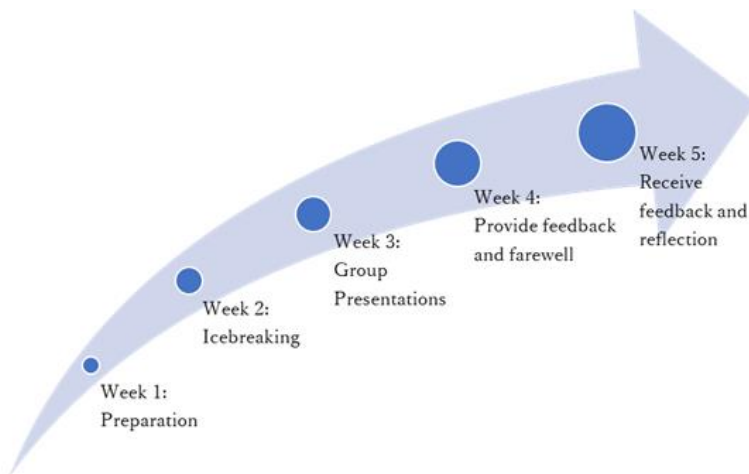 Week 1:
Preparation
Week 2:
Icebreaking
Week 3:
Group
Presentations
Week 4:
Provide feedback
and farewell
Week 5:
Receive
feedback and
reflection